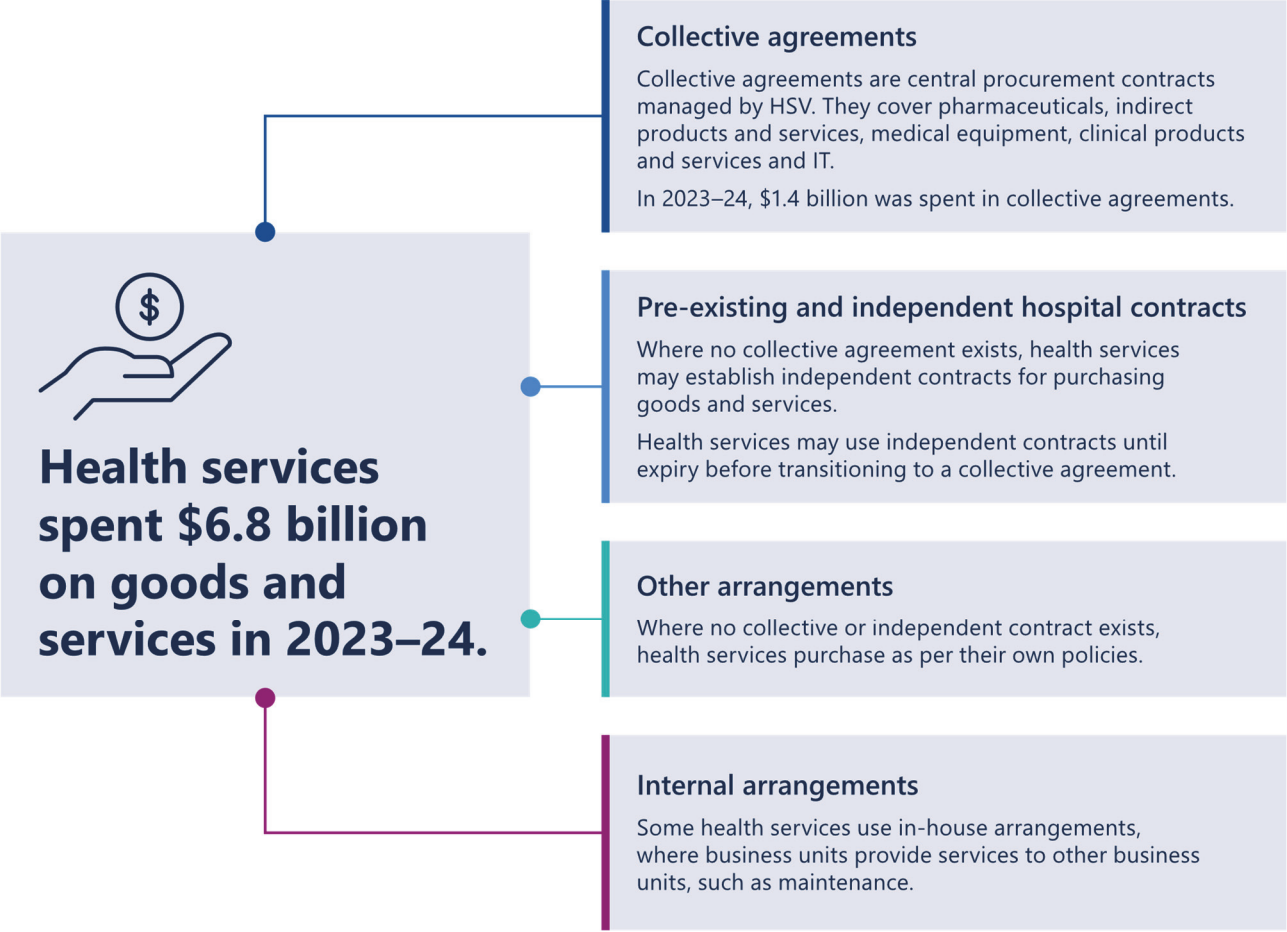 Health services
spent $6.8 billion
on goods and
services in 2023–24.
Collective agreements
Collective agreements are central procurement contracts
managed by HSV. They cover pharmaceuticals, indirect
products and services, medical equipment, clinical products
and services and IT.
In 2023–24, $1.4 billion was spent in collective agreements.
Pre-existing and independent hospital contracts
Where no collective agreement exists, health services
may establish independent contracts for purchasing
goods and services.
Health services may use independent contracts until
expiry before transitioning to a collective agreement.
Other arrangements
Where no collective or independent contract exists,
health services purchase as per their own policies.
Internal arrangements
Some health services use in-house arrangements,
where business units provide services to other business
units, such as maintenance.